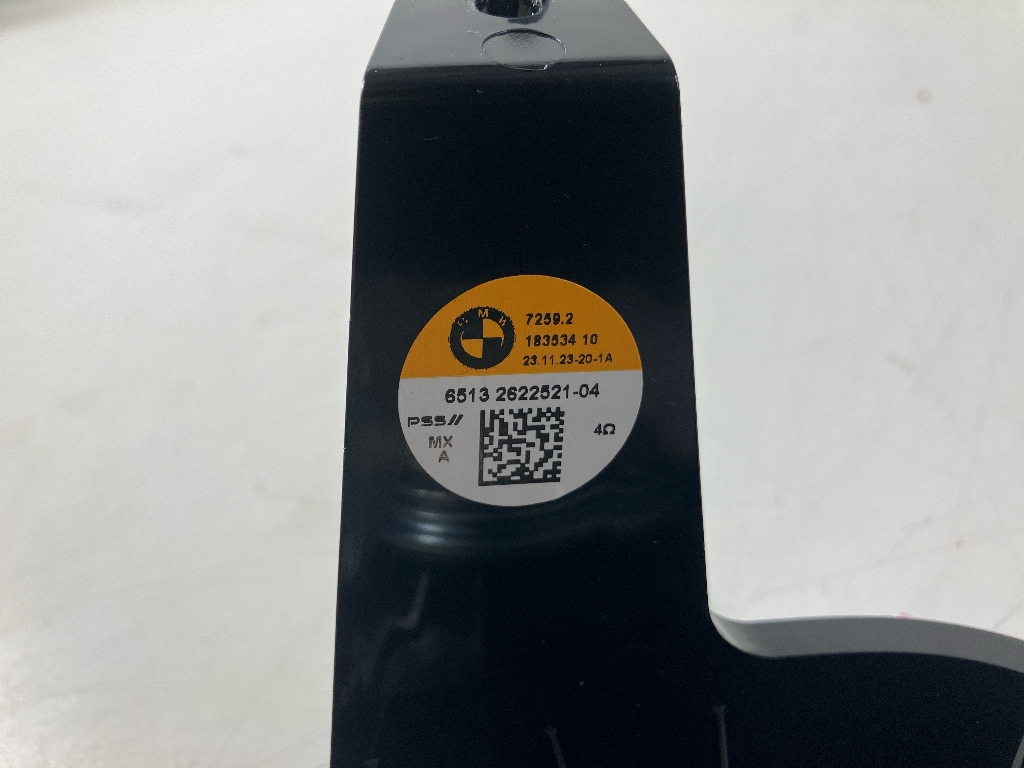 BMW
7259.2
183534 10
23.11.23-20-1A
6513 2622521-04
PSS//
MX
A
4Ω